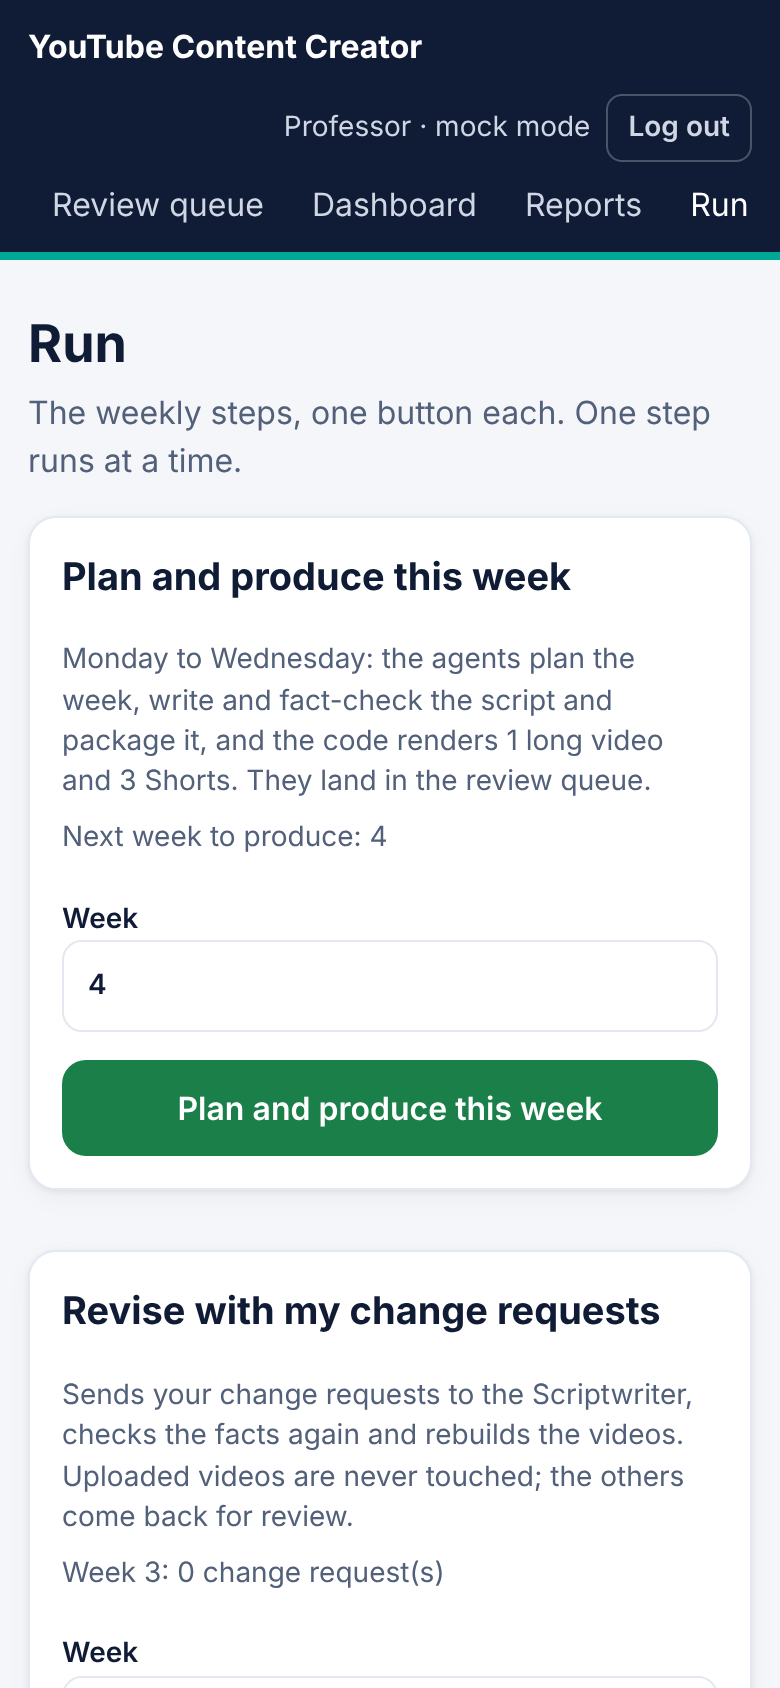 YouTube Content Creator
Professor · mock mode
Log out
Review queue
Dashboard
Reports
Run
Run
The weekly steps, one button each. One step
runs at a time.
Plan and produce this week
Monday to Wednesday: the agents plan the
week, write and fact-check the script and
package it, and the code renders 1 long video
and 3 Shorts. They land in the review queue.
Next week to produce: 4
Week
4
Plan and produce this week
Revise with my change requests
Sends your change requests to the Scriptwriter,
checks the facts again and rebuilds the videos.
Uploaded videos are never touched; the others
come back for review.
Week 3: 0 change request(s)
Week